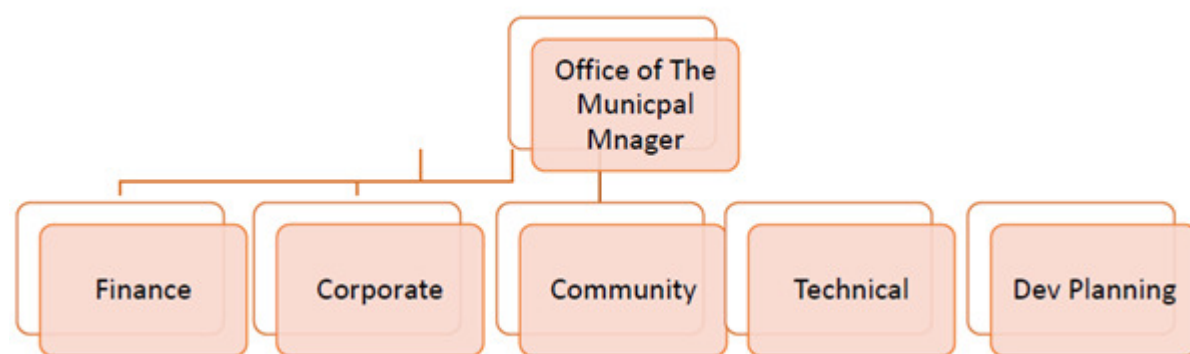 Office of The
Municpal
Mnager
Finance
Corporate
Community
Technical
Dev Planning